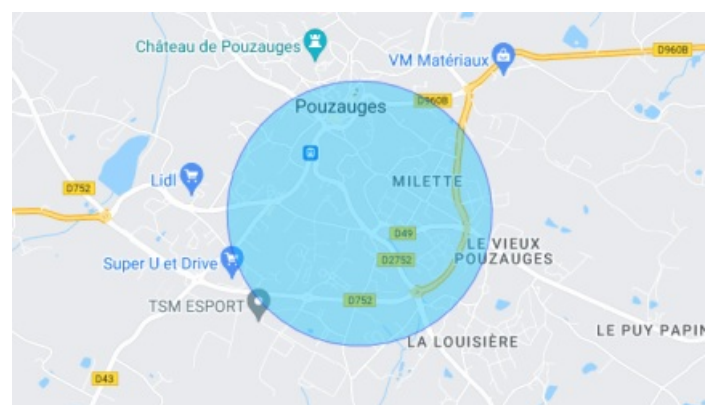 Château de Pouzauges
VM Matériaux
D960B
Pouzauges
D960B
Lidl
MILETTE
D752
D49
LE VIEUX
POUZAUGES
Super U et Drive
D2752
TSM ESPORT
D752
LA LOUISIÈRE
LE PUY PAPIN
D43